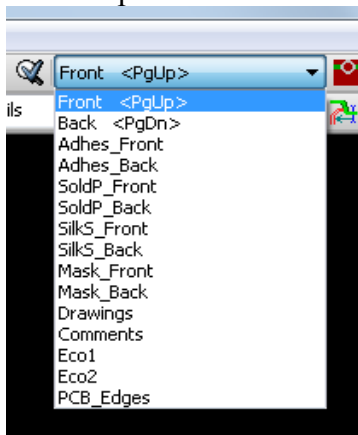 Front <PgUp>
ils
Front <PgUp>
Back <PgDn>
Adhes_Front
Adhes_Back
SoldP_Front
SoldP_Back
SilkS_Front
SilkS_Back
Mask_Front
Mask_Back
Drawings
Comments
Eco1
Eco2
PCB_Edges